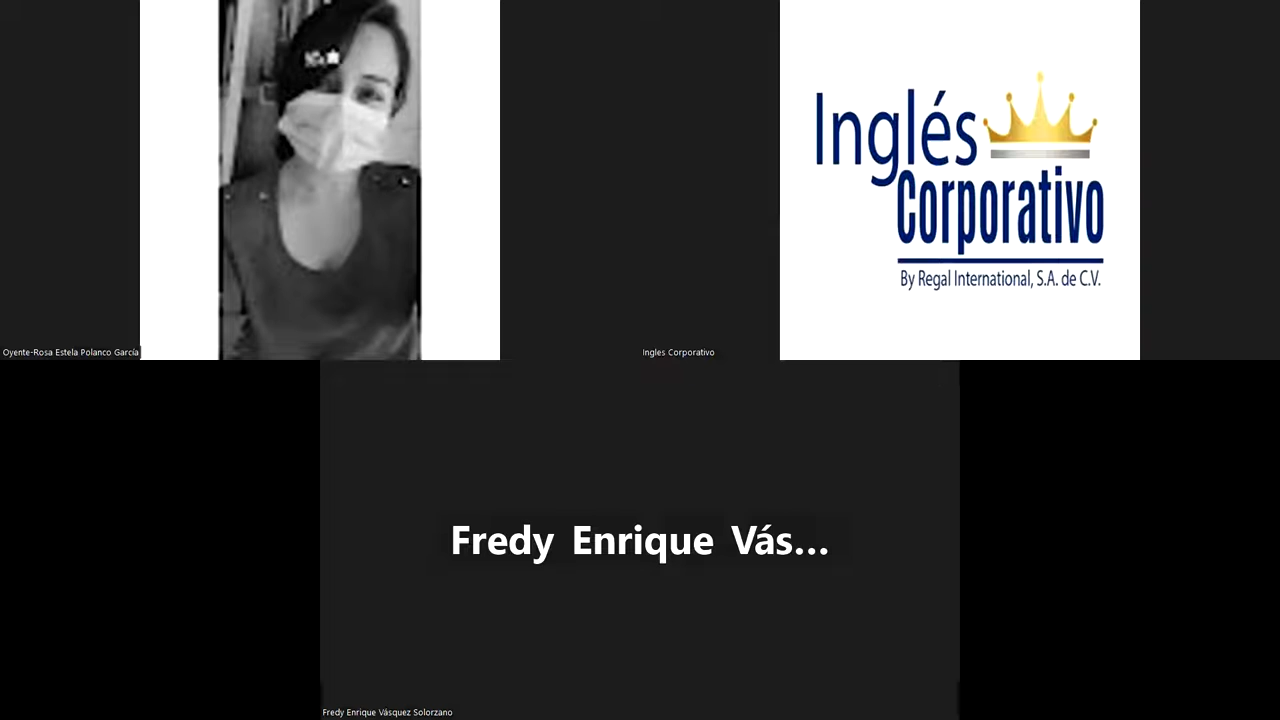 Oyente-Rosa Estela Polanco García
Inglés
Corporativo
By Regal International, S.A. de C.V.
Ingles Corporativo
Fredy Enrique Vás...
Fredy Enrique Vásquez Solorzano